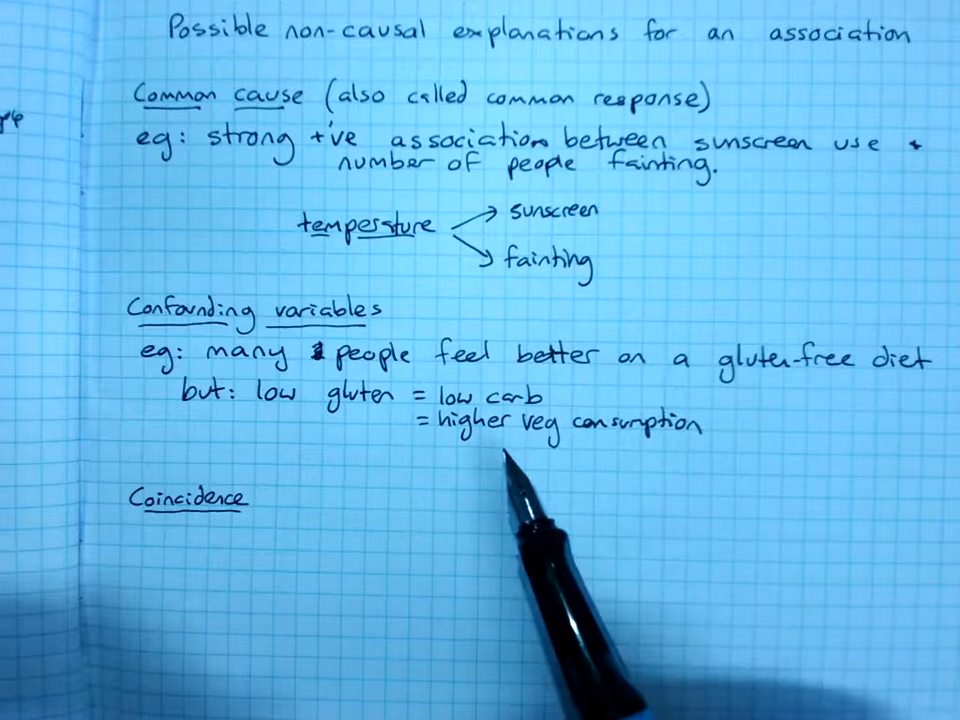 Possible non-causal explanations for an association
Common cause (also called common response)
eg: strong +'ve association between sunscreen use +
number of people fainting.
temperature
sunscreen
fainting
Confounding variables
eg: many people feel better on a gluten-free diet
but: low gluten = low carb
= higher veg consumption
Coincidence